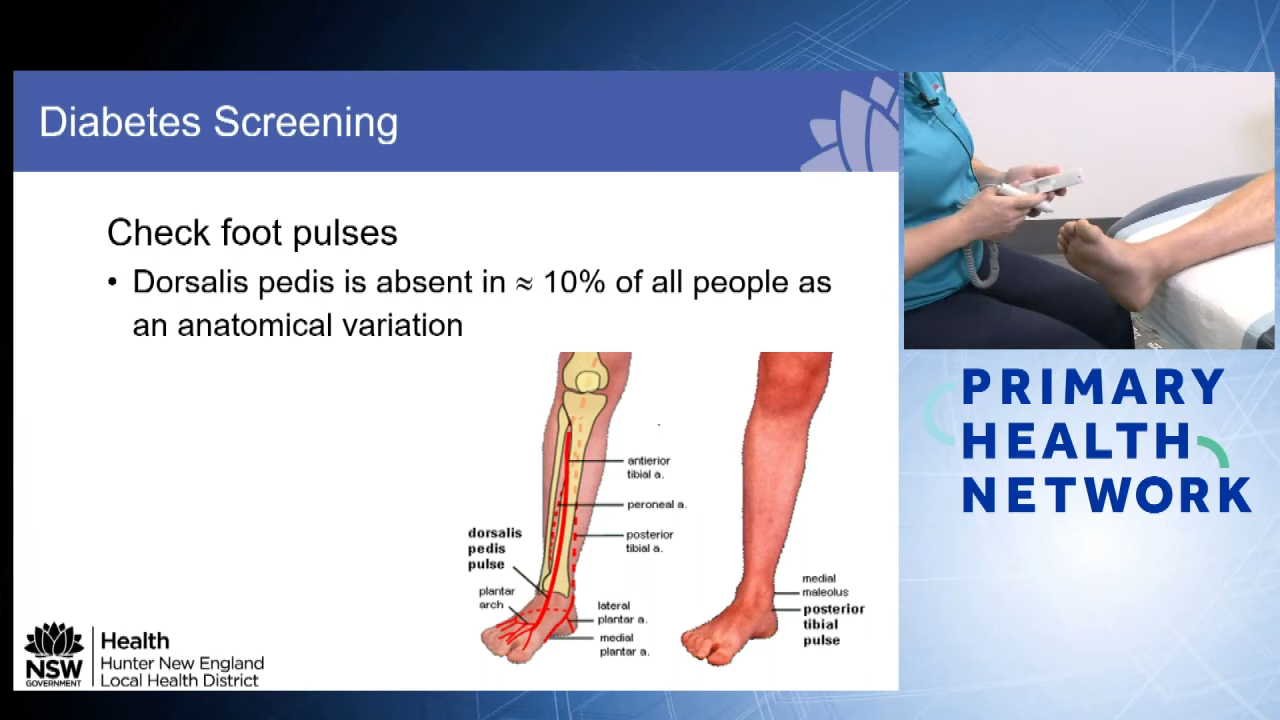 Diabetes Screening
Check foot pulses
• Dorsalis pedis is absent in ≈ 10% of all people as
an anatomical variation
antierior
tibial a.
peroneal a.
posterior
tibial a.
dorsalis
pedis
pulse
plantar
arch
lateral
plantar a.
medial
plantar a.
medial
maleolus
posterior
tibial
pulse
NSW
GOVERNMENT
Health
Hunter New England
Local Health District
PRIMARY
HEALTH
NETWORK